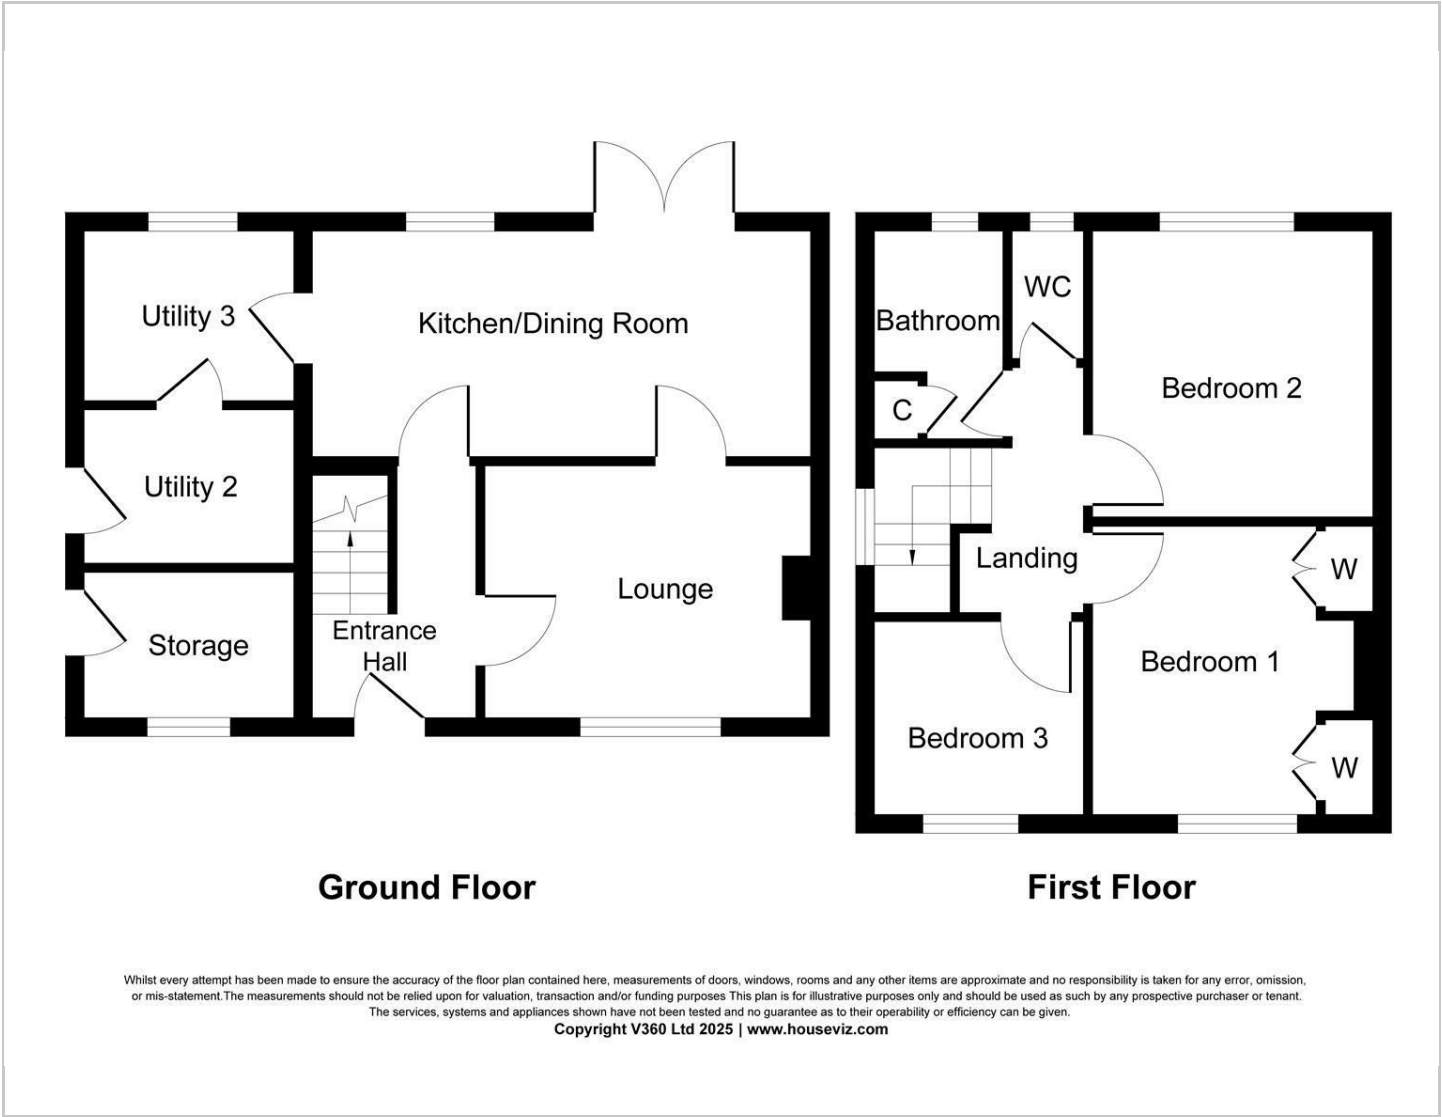 Utility 3
Kitchen/Dining Room
Utility 2
Storage
Entrance
Hall
Lounge
Bathroom
WC
C
Bedroom 2
Landing
W
Bedroom 1
Bedroom 3
W
Ground Floor
First Floor
Whilst every attempt has been made to ensure the accuracy of the floor plan contained here, measurements of doors, windows, rooms and any other items are approximate and no responsibility is taken for any error, omission,
or mis-statement.The measurements should not be relied upon for valuation, transaction and/or funding purposes This plan is for illustrative purposes only and should be used as such by any prospective purchaser or tenant.
The services, systems and appliances shown have not been tested and no guarantee as to their operability or efficiency can be given.
Copyright V360 Ltd 2025 | www.houseviz.com